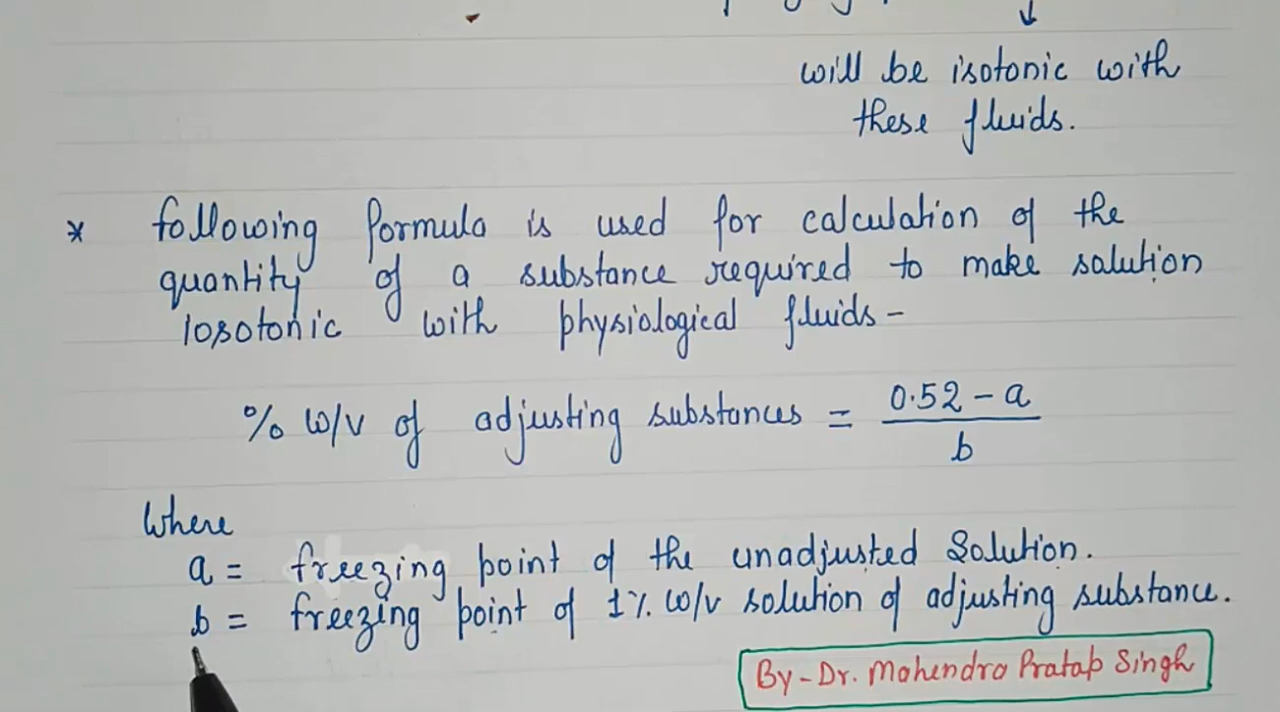 will be isotonic with
these fluids.
* following formula is used for calculation of the
quantity of a substance required to make solution
Iosotonic with physiological fluids -
% w/v of adjusting substances = 0.52 - a / b
Where
a = freezing point of the unadjusted Solution.
b = freezing point of 1% w/v solution of adjusting substance.
By - Dr. Mahendra Pratap Singh